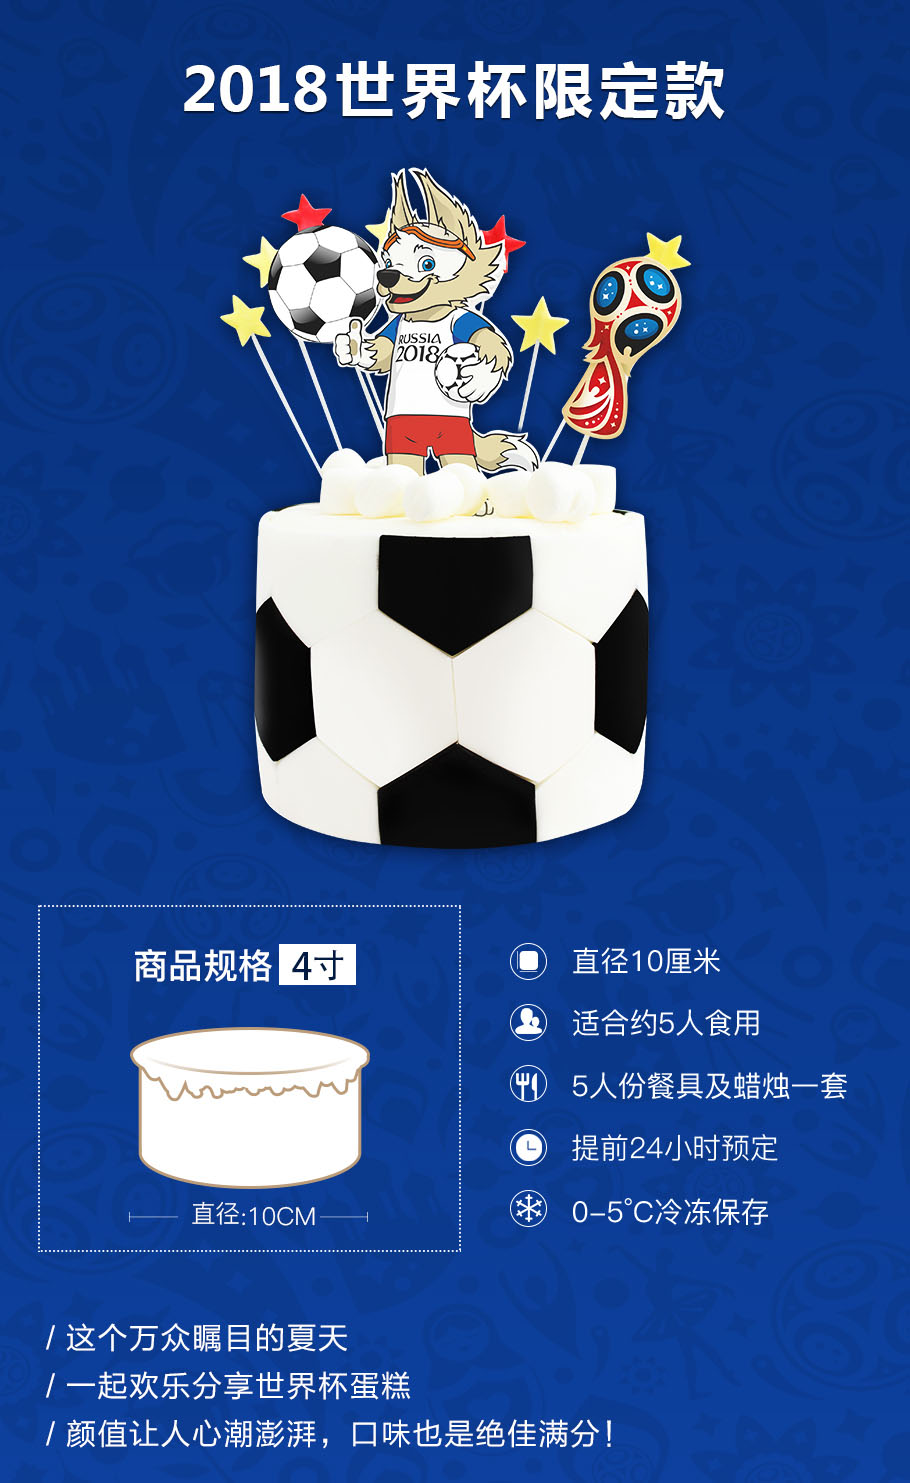 2018世界杯限定款
RUSSIA
2018
商品规格 4寸
直径:10CM
直径10厘米
适合约5人食用
5人份餐具及蜡烛一套
提前24小时预定
0-5°C冷冻保存
/ 这个万众瞩目的夏天
/ 一起欢乐分享世界杯蛋糕
/ 颜值让人心潮澎湃，口味也是绝佳满分！